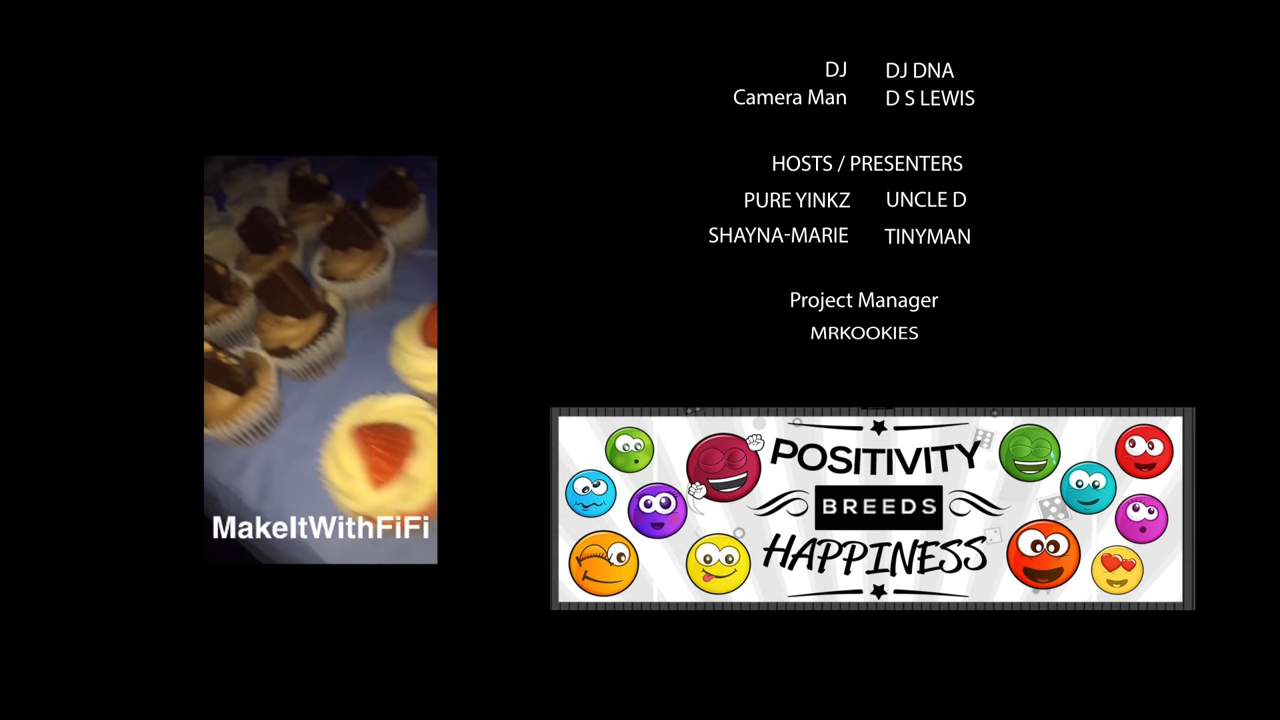 DJ DJ DNA
Camera Man D S LEWIS
HOSTS / PRESENTERS
PURE YINKZ UNCLE D
SHAYNA-MARIE TINYMAN
Project Manager
MRKOOKIES
MakeItWithFiFi
POSITIVITY
BREEDS
HAPPINESS